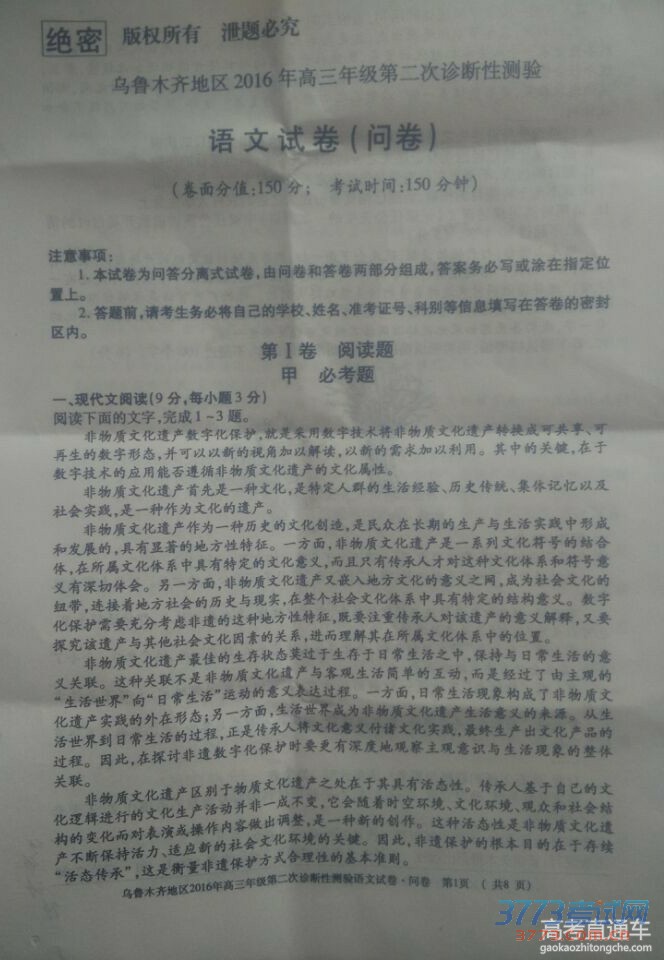 绝密 版权所有 泄题必究
乌鲁木齐地区2016年高三年级第二次诊断性测验
语文试卷(问卷)
(卷面分值:150分; 考试时间:150分钟)
注意事项:
1.本试卷为问答分离式试卷,由问卷和答卷两部分组成,答案务必写或涂在指定位
置上。
2.答题前,请考生务必将自己的学校、姓名、准考证号、科别等信息填写在答卷的密封
区内。
第Ⅰ卷 阅读题
甲 必考题
一、现代文阅读(9分,每小题3分)
阅读下面的文字,完成1~3题。
非物质文化遗产数字化保护,就是采用数字技术将非物质文化遗产转换成可共享、可
再生的数字形态,并可以以新的视角加以解读,以新的需求加以利用。其中的关键,在于
数字技术的应用能否遵循非物质文化遗产的文化属性。
非物质文化遗产首先是一种文化,是特定人群的生活经验、历史传统、集体记忆以及
社会实践,是一种作为文化的遗产。
非物质文化遗产作为一种历史的文化创造,是民众在长期的生产与生活实践中形成
和发展的,具有显著的地方性特征。一方面,非物质文化遗产是一系列文化符号的结合
体,在所属文化体系中具有特定的文化意义,而且只有传承人才对这种文化体系和符号意
义有深切体会。另一方面,非物质文化遗产又嵌入地方文化的意义之网,成为社会文化的
纽带,连接着地方社会的历史与现实,在整个社会文化体系中具有特定的结构意义。数字
化保护需要充分考虑非遗的这种地方性特征,既要注重传承人对该遗产的意义解释,又要
探究该遗产与其他社会文化因素的关系,进而理解其在所属文化体系中的位置。
非物质文化遗产最佳的生存状态莫过于生存于日常生活之中,保持与日常生活的意
义关联。这种关联不是非物质文化遗产与客观生活简单的互动,而是经过了由主观的
“生活世界”向“日常生活”运动的意义表达过程。一方面,日常生活现象构成了非物质文
化遗产实践的外在形态;另一方面,生活世界成为非物质文化遗产生活意义的来源。从生
活世界到日常生活的过程,正是传承人将文化意义付诸文化实践,最终生产出文化产品的
过程。因此,在探讨非遗数字化保护时要更有深度地观察主观意识与生活现象的整体
关联。
非物质文化遗产区别于物质文化遗产之处在于其具有活态性。传承人基于自己的文
化逻辑进行的文化生产活动并非一成不变,它会随着时空环境、文化环境、观众和社会结
构的变化而对表演或操作内容做出调整,是一种新的创作。这种活态性是非物质文化遗
产不断保持活力、适应新的社会文化环境的关键。因此,非遗保护的根本目的在于存续
“活态传承”,这是衡量非遗保护方式合理性的基本准则。
乌鲁木齐地区2016年高三年级第二次诊断性测验语文试卷·问卷 第1页 (共8页)
3773考试网
高考直通车
gaokaozhitongche.com